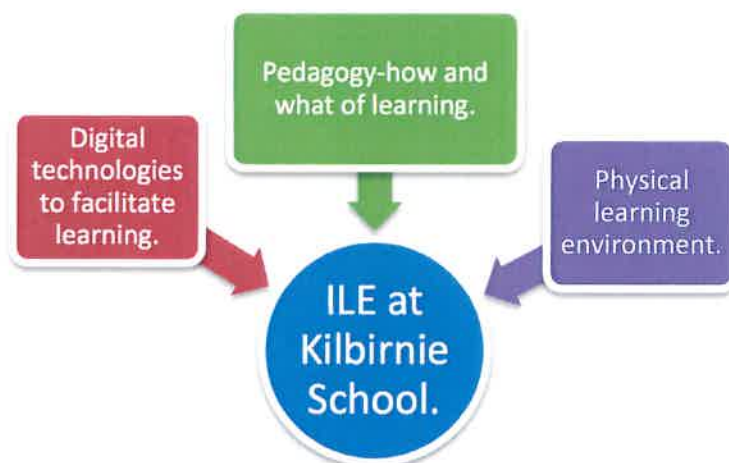 Pedagogy-how and
what of learning.
Digital
technologies
to facilitate
learning.
Physical
learning
environment.
ILE at
Kilbirnie
School.